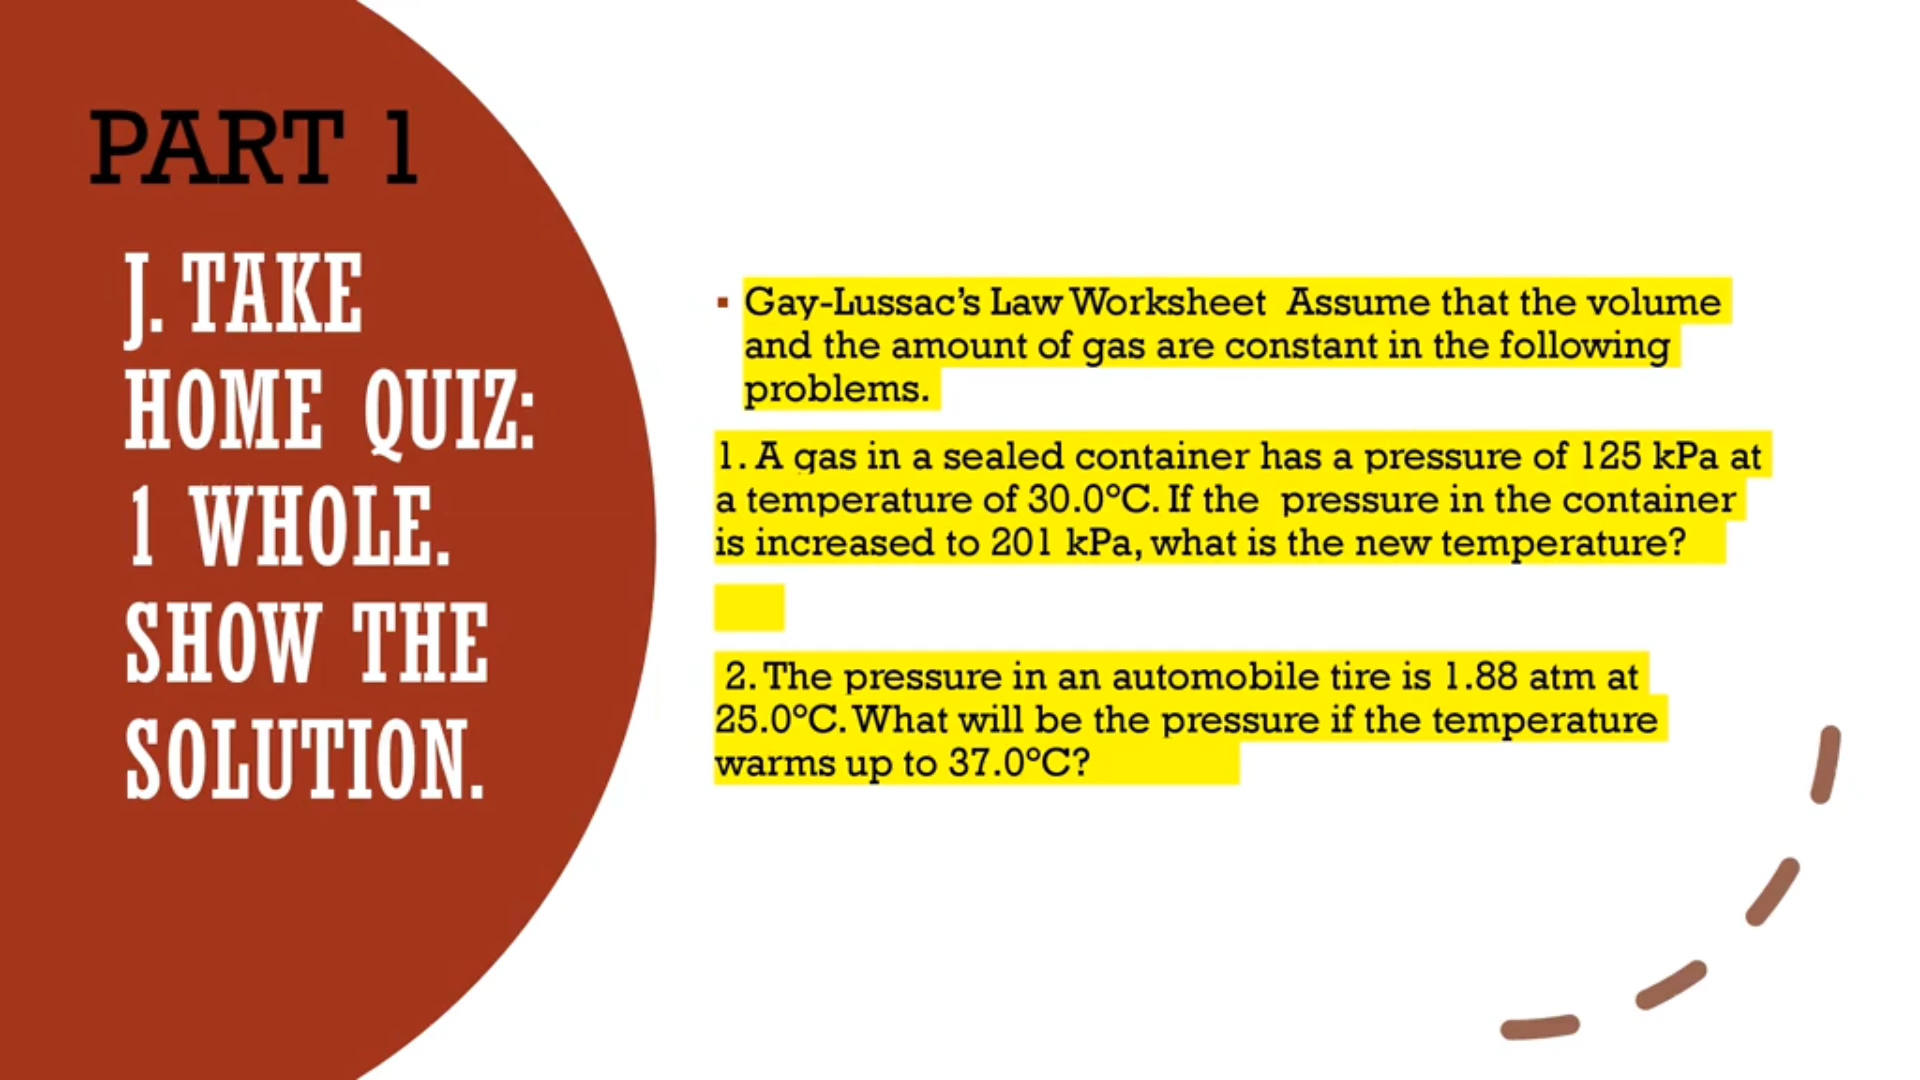 PART 1
J. TAKE
HOME QUIZ:
1 WHOLE.
SHOW THE
SOLUTION.
▪ Gay-Lussac’s Law Worksheet Assume that the volume
and the amount of gas are constant in the following
problems.
1. A gas in a sealed container has a pressure of 125 kPa at
a temperature of 30.0°C. If the pressure in the container
is increased to 201 kPa, what is the new temperature?
2. The pressure in an automobile tire is 1.88 atm at
25.0°C. What will be the pressure if the temperature
warms up to 37.0°C?